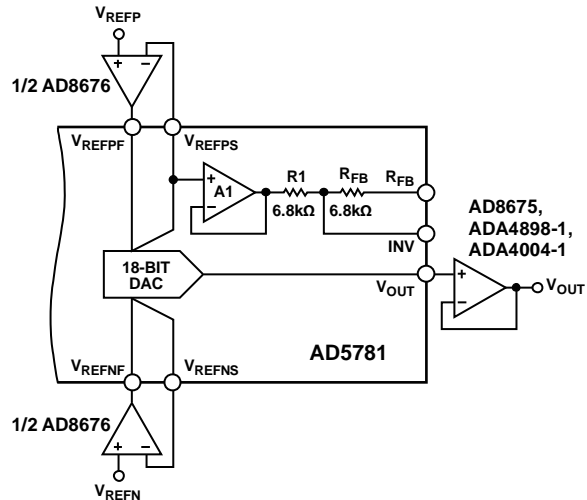 VREFP
+ −
1/2 AD8676
VREFPF
VREFPS
+
A1
−
R1
6.8kΩ
RFB
6.8kΩ
RFB
INV
AD8675,
ADA4898-1,
ADA4004-1
18-BIT
DAC
VOUT
+
−
VOUT
AD5781
VREFNF
VREFNS
1/2 AD8676
+ −
VREFN